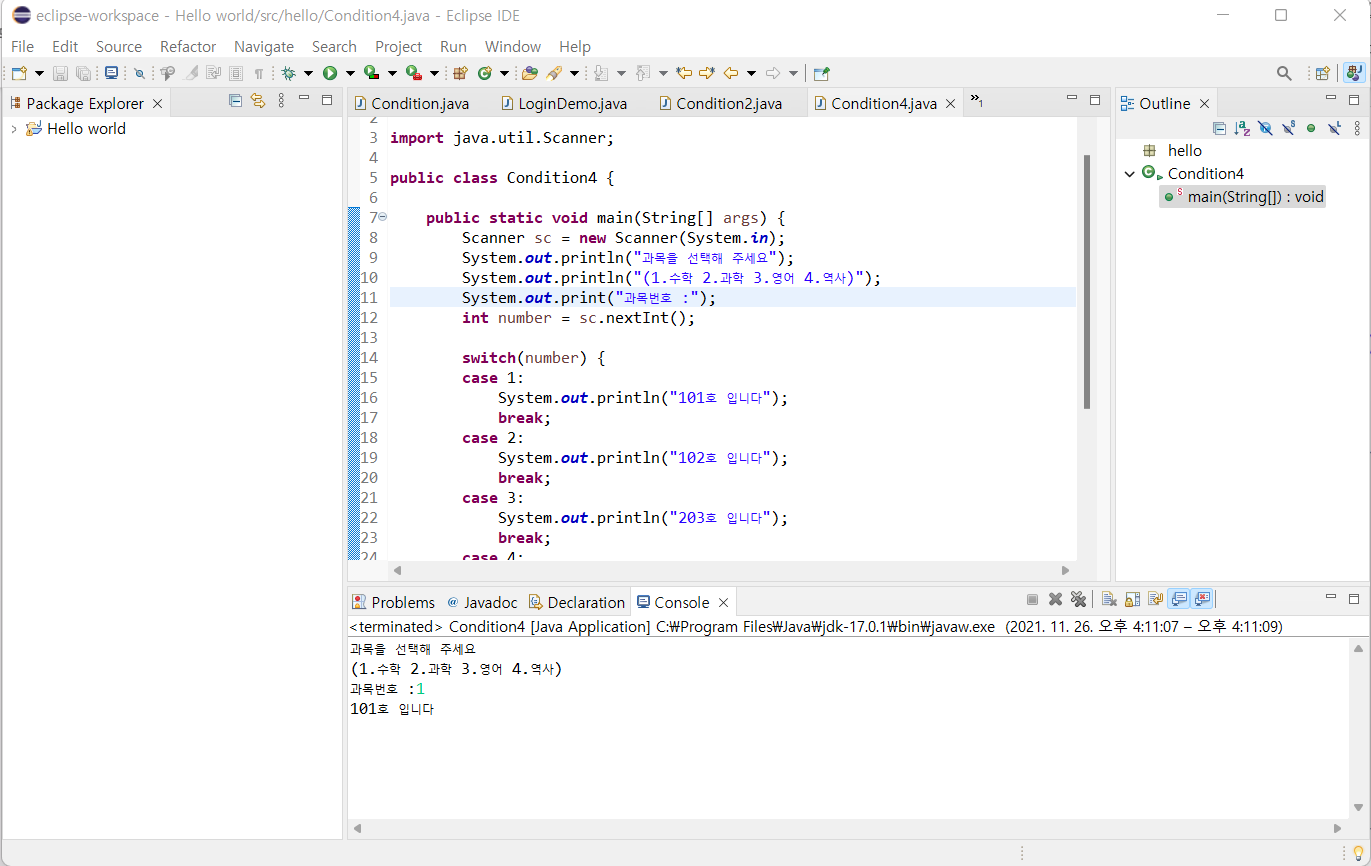 eclipse-workspace - Hello world/src/hello/Condition4.java - Eclipse IDE
File Edit Source Refactor Navigate Search Project Run Window Help
Package Explorer
Hello world
Condition.java LoginDemo.java Condition2.java Condition4.java »1
2
3 import java.util.Scanner;
4
5 public class Condition4 {
6
7 public static void main(String[] args) {
8 Scanner sc = new Scanner(System.in);
9 System.out.println("과목을 선택해 주세요");
10 System.out.println("(1.수학 2.과학 3.영어 4.역사)");
11 System.out.print("과목번호 :");
12 int number = sc.nextInt();
13
14 switch(number) {
15 case 1:
16 System.out.println("101호 입니다");
17 break;
18 case 2:
19 System.out.println("102호 입니다");
20 break;
21 case 3:
22 System.out.println("203호 입니다");
23 break;
24 case 4:
Outline
hello
Condition4
main(String[]) : void
Problems @ Javadoc Declaration Console
<terminated> Condition4 [Java Application] C:₩Program Files₩Java₩jdk-17.0.1₩bin₩javaw.exe (2021. 11. 26. 오후 4:11:07 – 오후 4:11:09)
과목을 선택해 주세요
(1.수학 2.과학 3.영어 4.역사)
과목번호 :1
101호 입니다